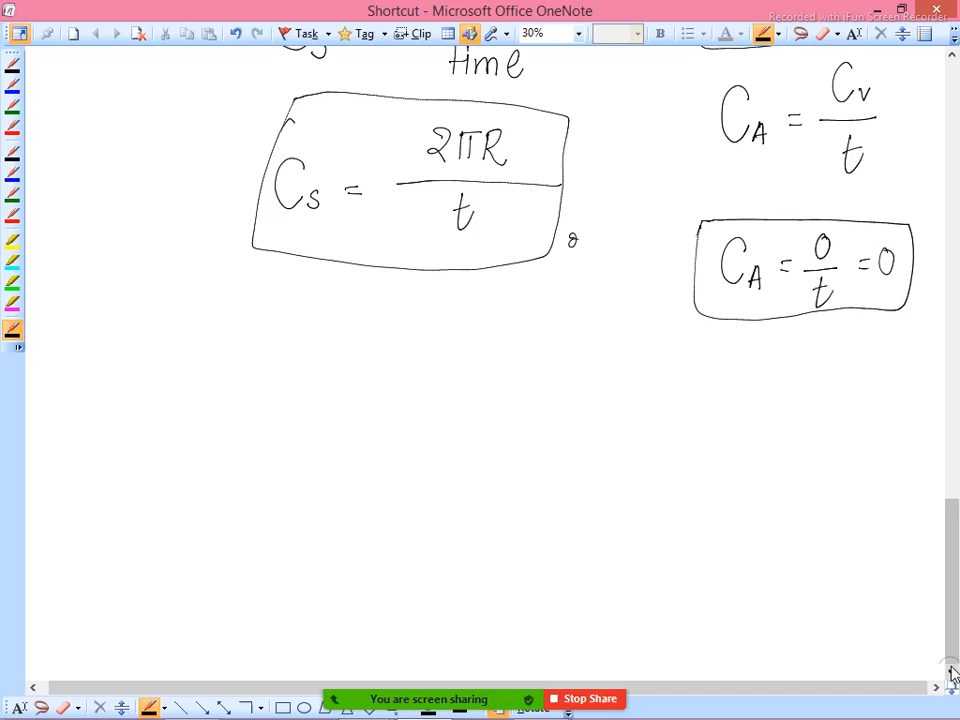 Shortcut - Microsoft Office OneNote
Recorded with iFun Screen Recorder
Task Tag Clip 30% B A A
time
C_A = C_v / t
C_s = 2πR / t
C_A = 0 / t = 0
You are screen sharing Stop Share